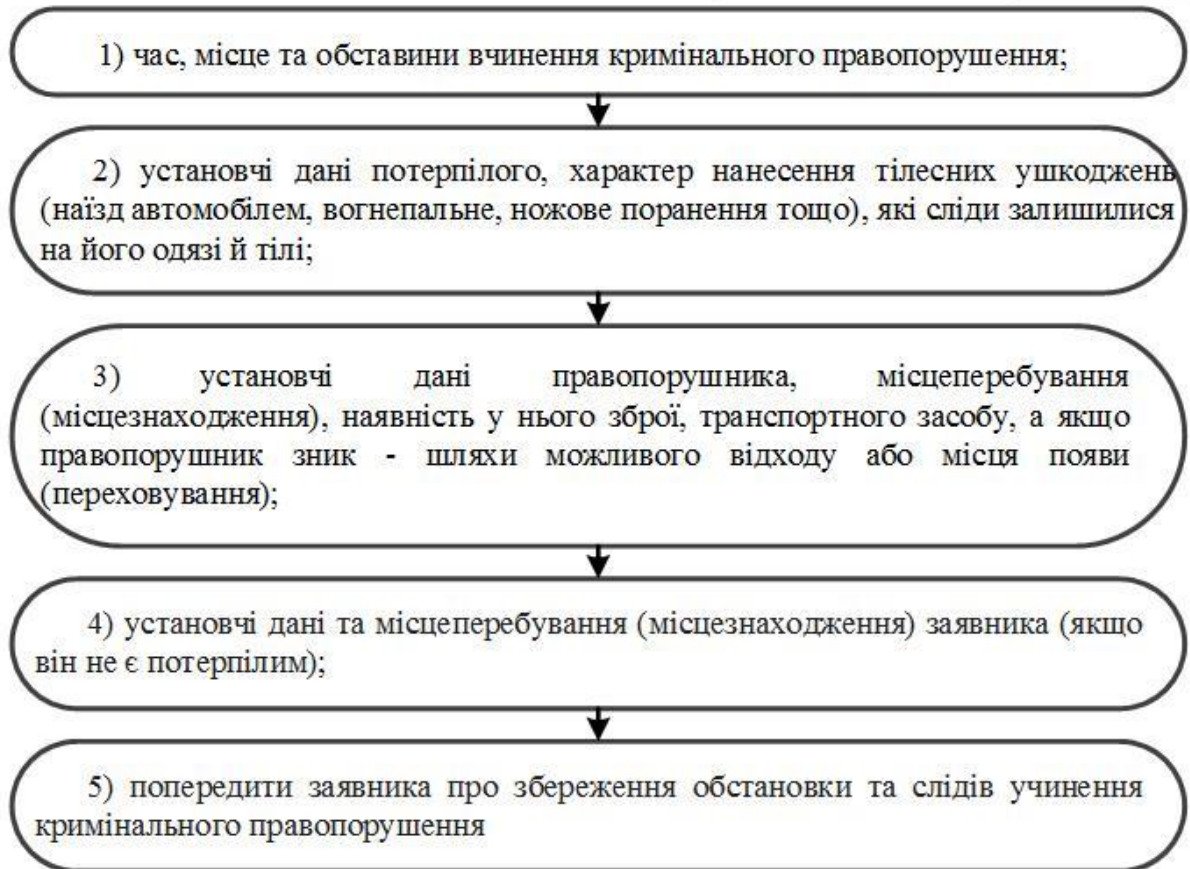 1) час, місце та обставини вчинення кримінального правопорушення;
2) установчі дані потерпілого, характер нанесення тілесних ушкоджень
(наїзд автомобілем, вогнепальне, ножове поранення тощо), які сліди залишилися
на його одязі й тілі;
3) установчі дані правопорушника, місцеперебування
(місцезнаходження), наявність у нього зброї, транспортного засобу, а якщо
правопорушник зник - шляхи можливого відходу або місця появи
(переховування);
4) установчі дані та місцеперебування (місцезнаходження) заявника (якщо
він не є потерпілим);
5) попередити заявника про збереження обстановки та слідів учинення
кримінального правопорушення